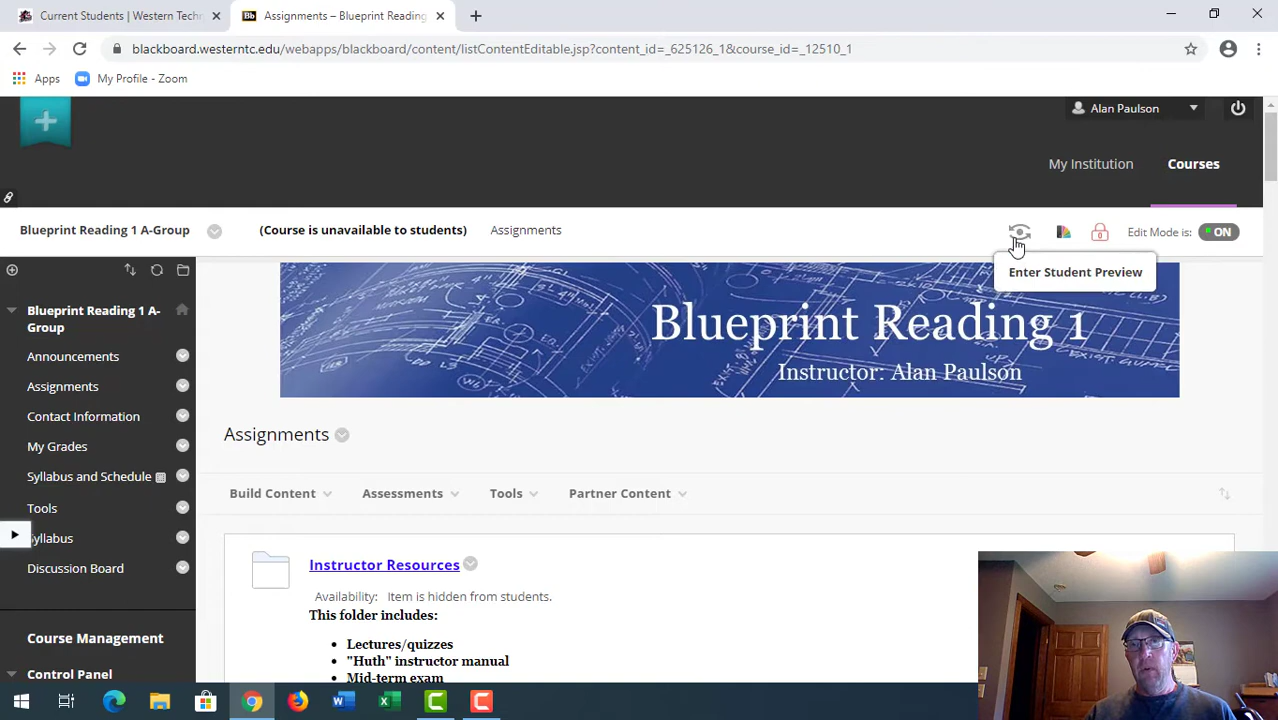 Current Students | Western Techn
Bb Assignments – Blueprint Reading
blackboard.westerntc.edu/webapps/blackboard/content/listContentEditable.jsp?content_id=_625126_1&course_id=_12510_1
Apps My Profile - Zoom
Alan Paulson
My Institution Courses
Blueprint Reading 1 A-Group (Course is unavailable to students) Assignments 0 Edit Mode is: ON
Enter Student Preview
Blueprint Reading 1
Instructor: Alan Paulson
Blueprint Reading 1 A-
Group
Announcements
Assignments
Contact Information
My Grades
Syllabus and Schedule
Tools
Syllabus
Discussion Board
Course Management
Control Panel
Assignments
Build Content Assessments Tools Partner Content
Instructor Resources
Availability: Item is hidden from students.
This folder includes:
• Lectures/quizzes
• "Huth" instructor manual
• Mid-term exam